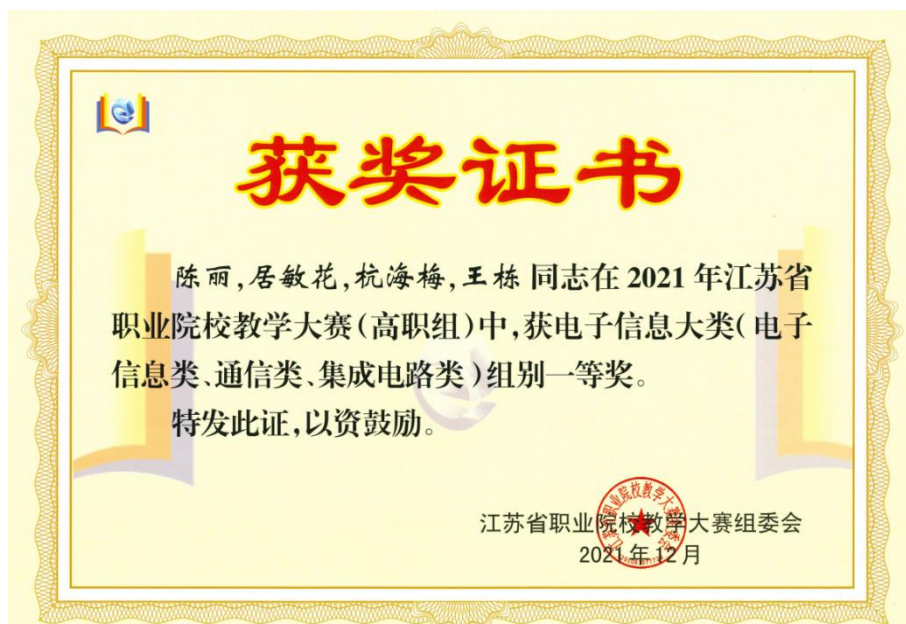 获奖证书
陈丽,居敏花,杭海梅,王栋 同志在 2021 年江苏省
职业院校教学大赛(高职组)中,获电子信息大类(电子
信息类、通信类、集成电路类)组别一等奖。
特发此证,以资鼓励。
江苏省职业院校教学大赛组委会
2021年12月